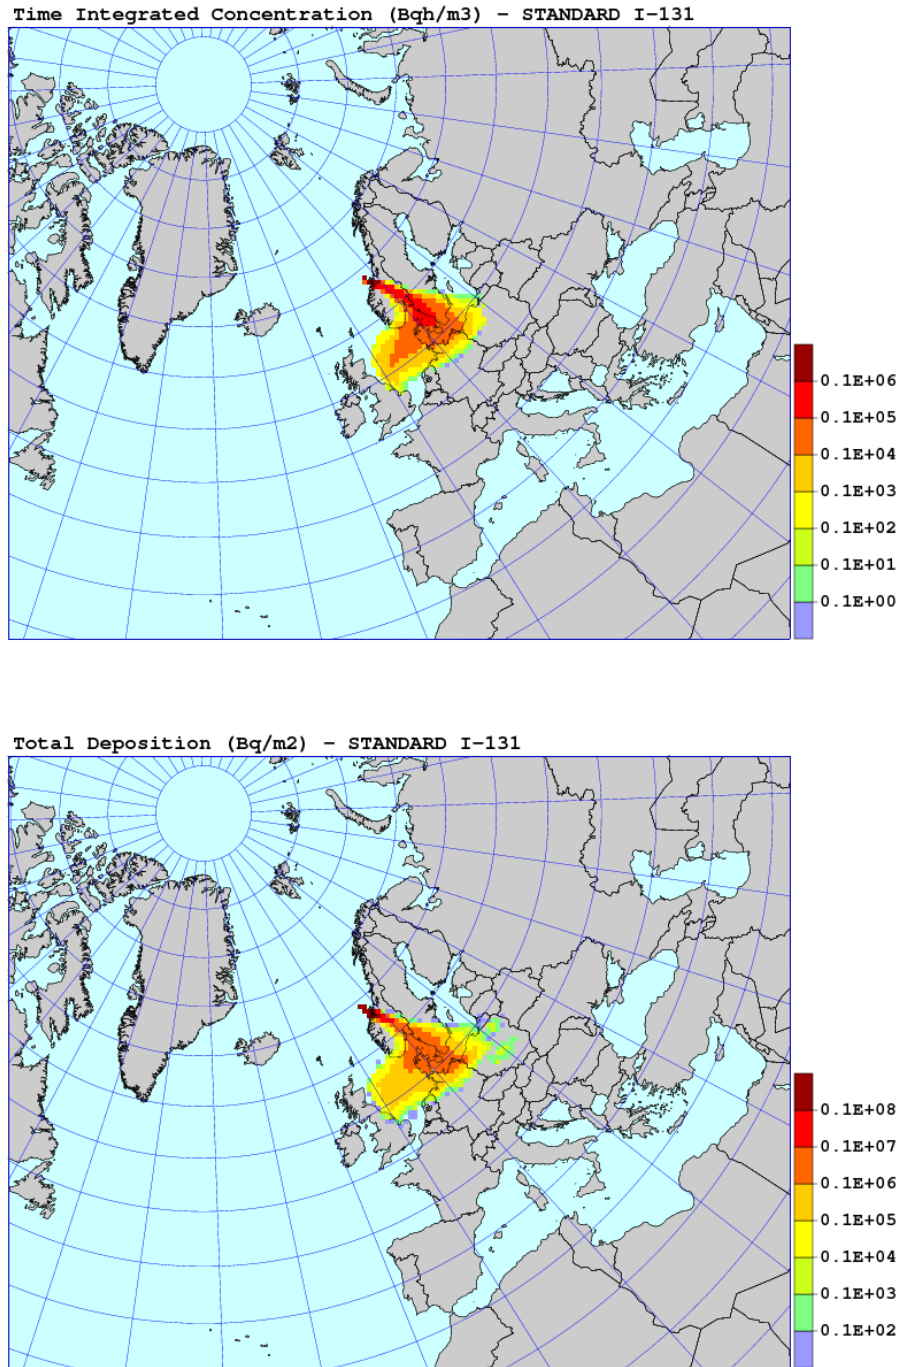 Time Integrated Concentration (Bqh/m3) – STANDARD I–131
0.1E+06
0.1E+05
0.1E+04
0.1E+03
0.1E+02
0.1E+01
0.1E+00
Total Deposition (Bq/m2) – STANDARD I–131
0.1E+08
0.1E+07
0.1E+06
0.1E+05
0.1E+04
0.1E+03
0.1E+02